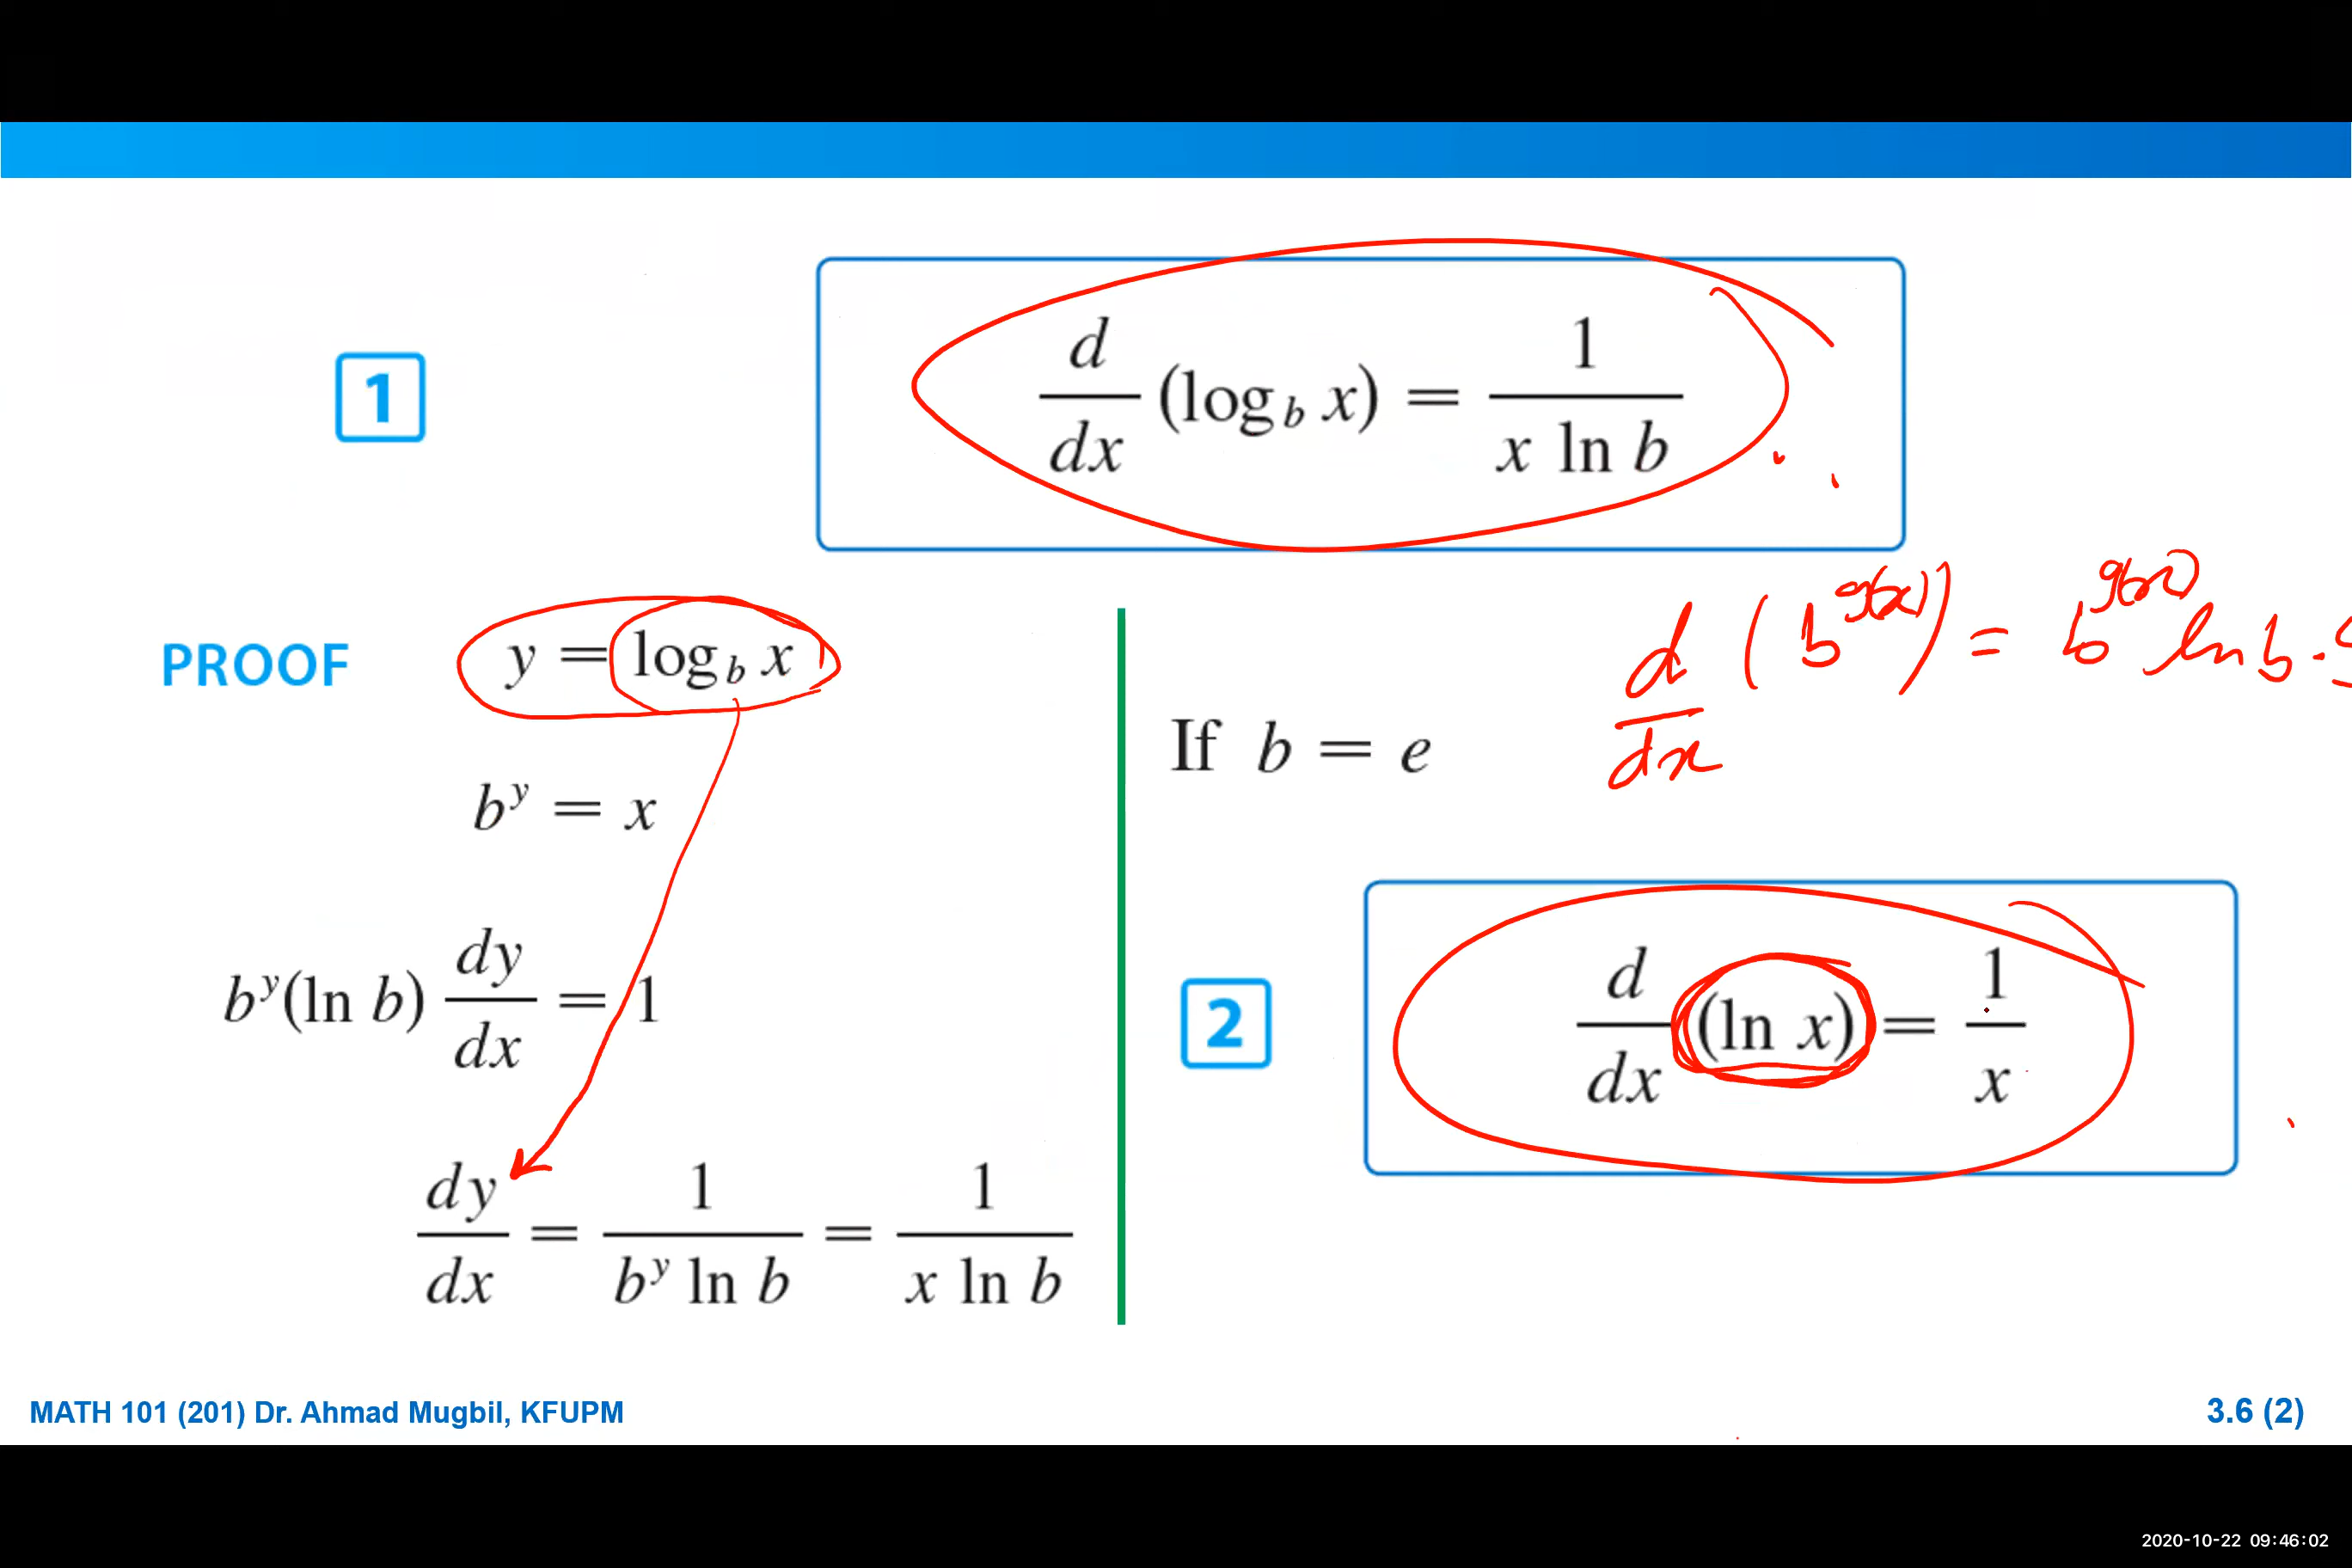 1
d/dx (log_b x) = 1/(x ln b)
PROOF
y = log_b x
b^y = x
b^y(ln b) dy/dx = 1
dy/dx = 1/(b^y ln b) = 1/(x ln b)
d/dx (b^g(x)) = b^g(x) ln b ·
If b = e
2
d/dx (ln x) = 1/x
MATH 101 (201) Dr. Ahmad Mugbil, KFUPM
3.6 (2)
2020-10-22 09:46:02